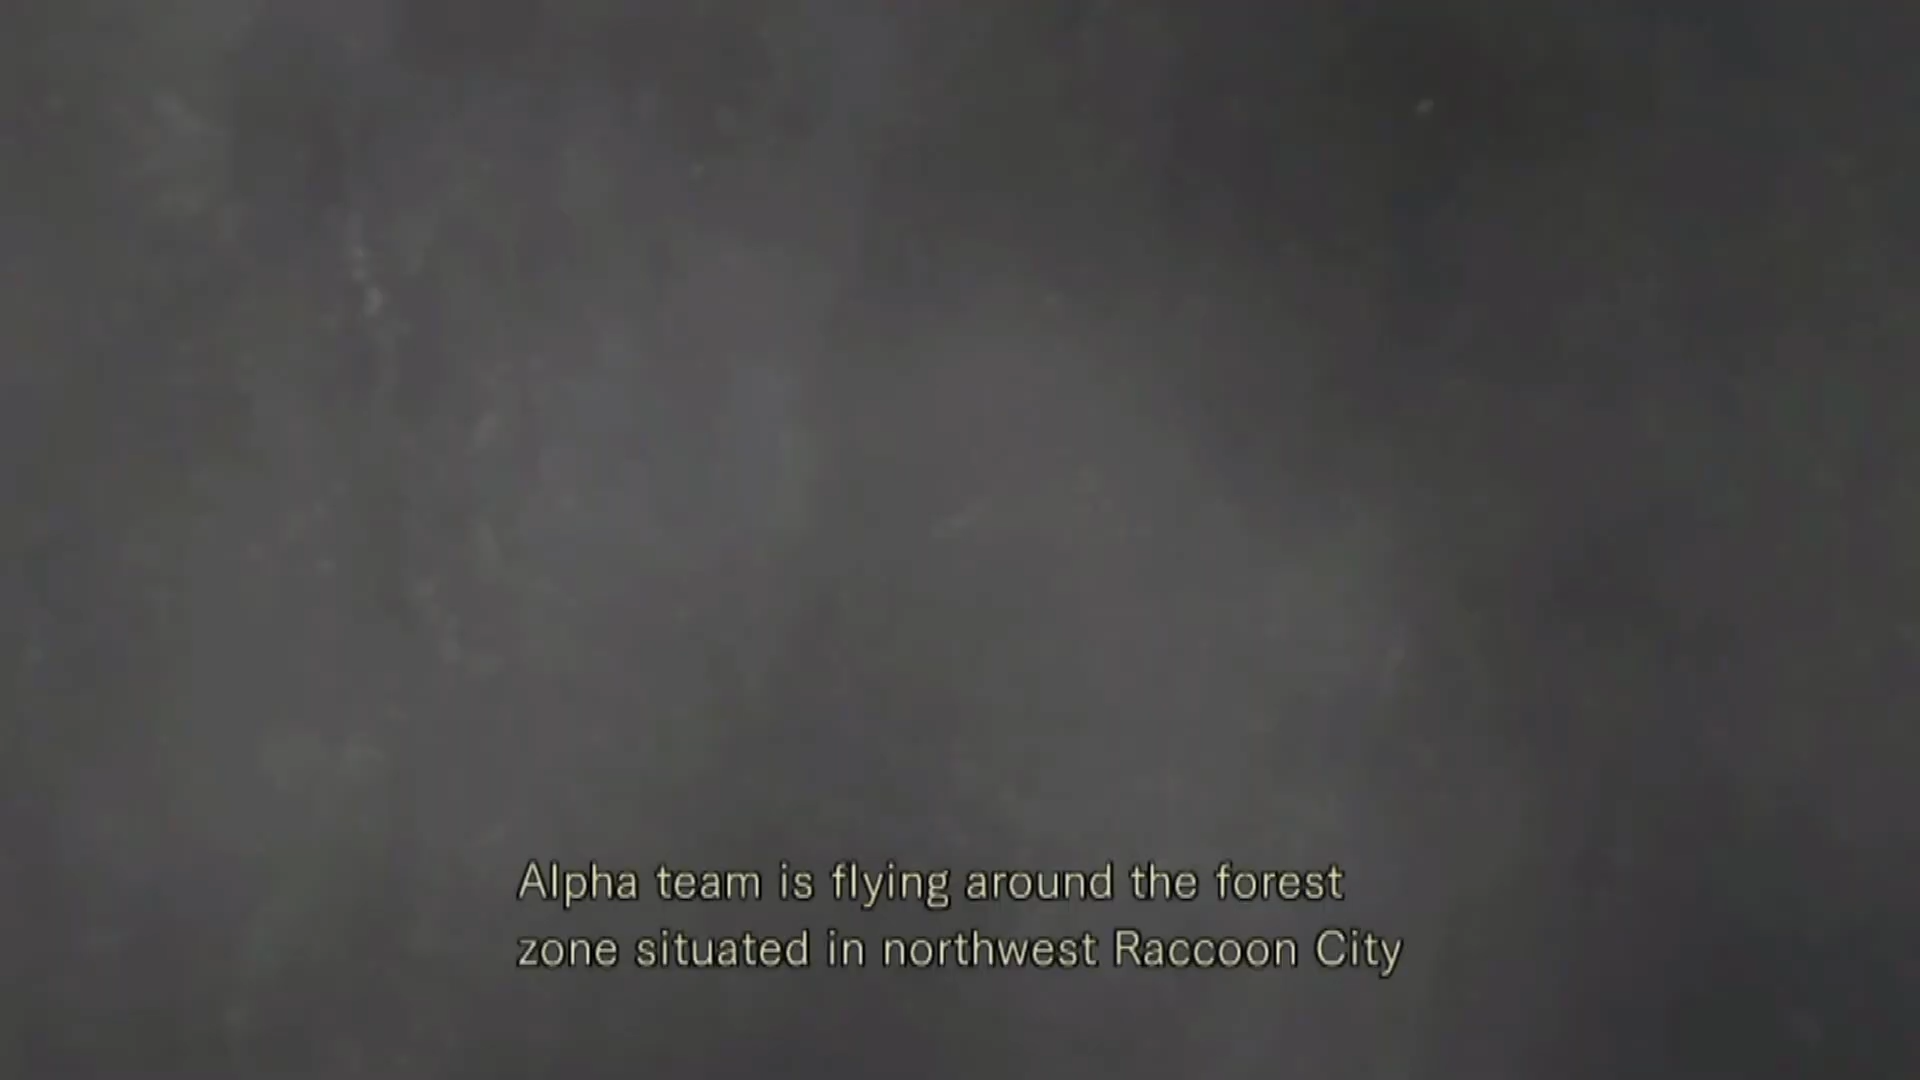 Alpha team is flying around the forest
zone situated in northwest Raccoon City